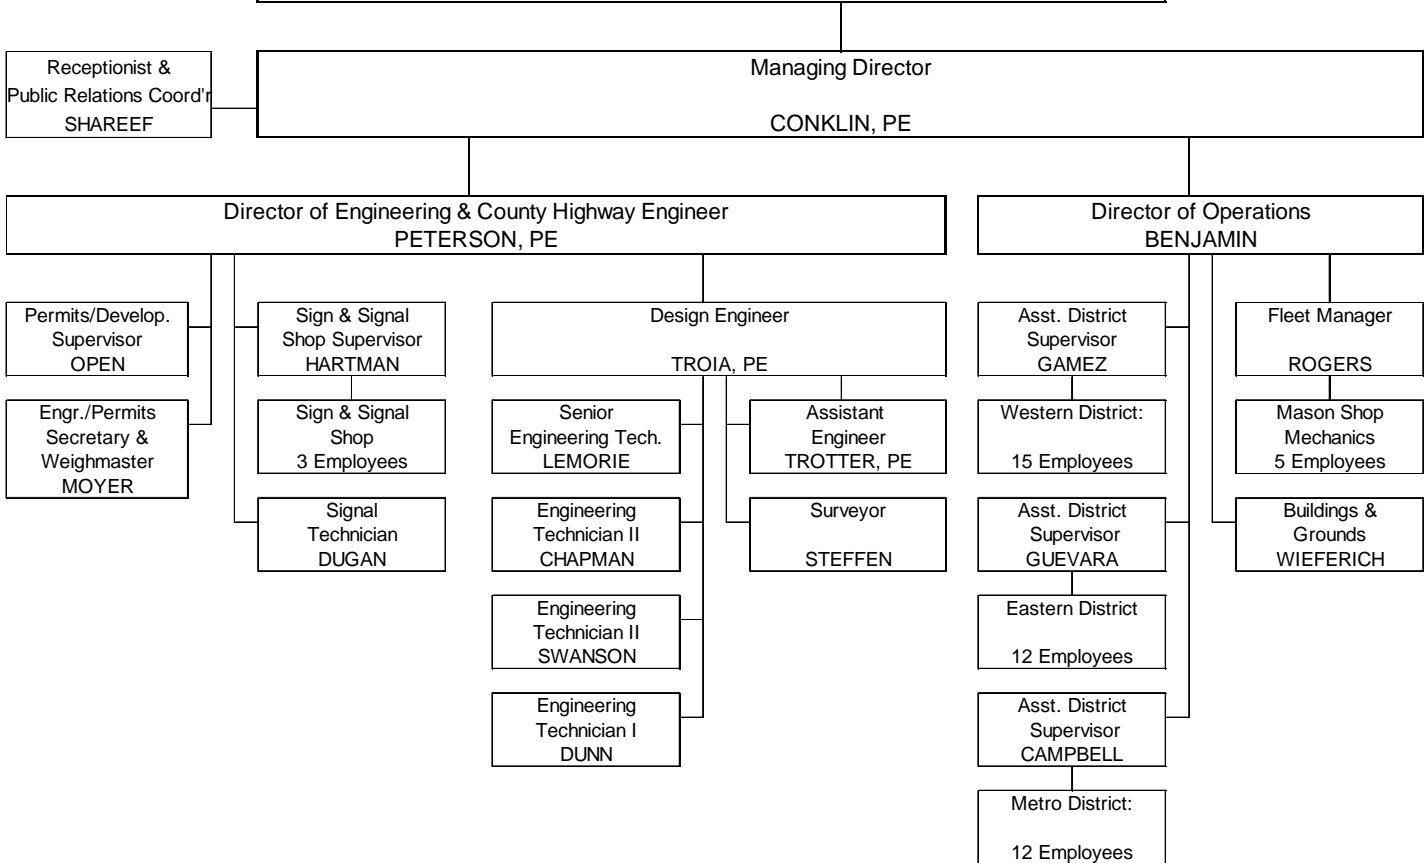 Receptionist &
Public Relations Coord'r
SHAREEF
Managing Director
CONKLIN, PE
Director of Engineering & County Highway Engineer
PETERSON, PE
Director of Operations
BENJAMIN
Permits/Develop.
Supervisor
OPEN
Engr./Permits
Secretary &
Weighmaster
MOYER
Sign & Signal
Shop Supervisor
HARTMAN
Sign & Signal
Shop
3 Employees
Signal
Technician
DUGAN
Design Engineer
TROIA, PE
Senior
Engineering Tech.
LEMORIE
Engineering
Technician II
CHAPMAN
Engineering
Technician II
SWANSON
Engineering
Technician I
DUNN
Assistant
Engineer
TROTTER, PE
Surveyor
STEFFEN
Asst. District
Supervisor
GAMEZ
Western District:
15 Employees
Asst. District
Supervisor
GUEVARA
Eastern District
12 Employees
Asst. District
Supervisor
CAMPBELL
Metro District:
12 Employees
Fleet Manager
ROGERS
Mason Shop
Mechanics
5 Employees
Buildings &
Grounds
WIEFERICH